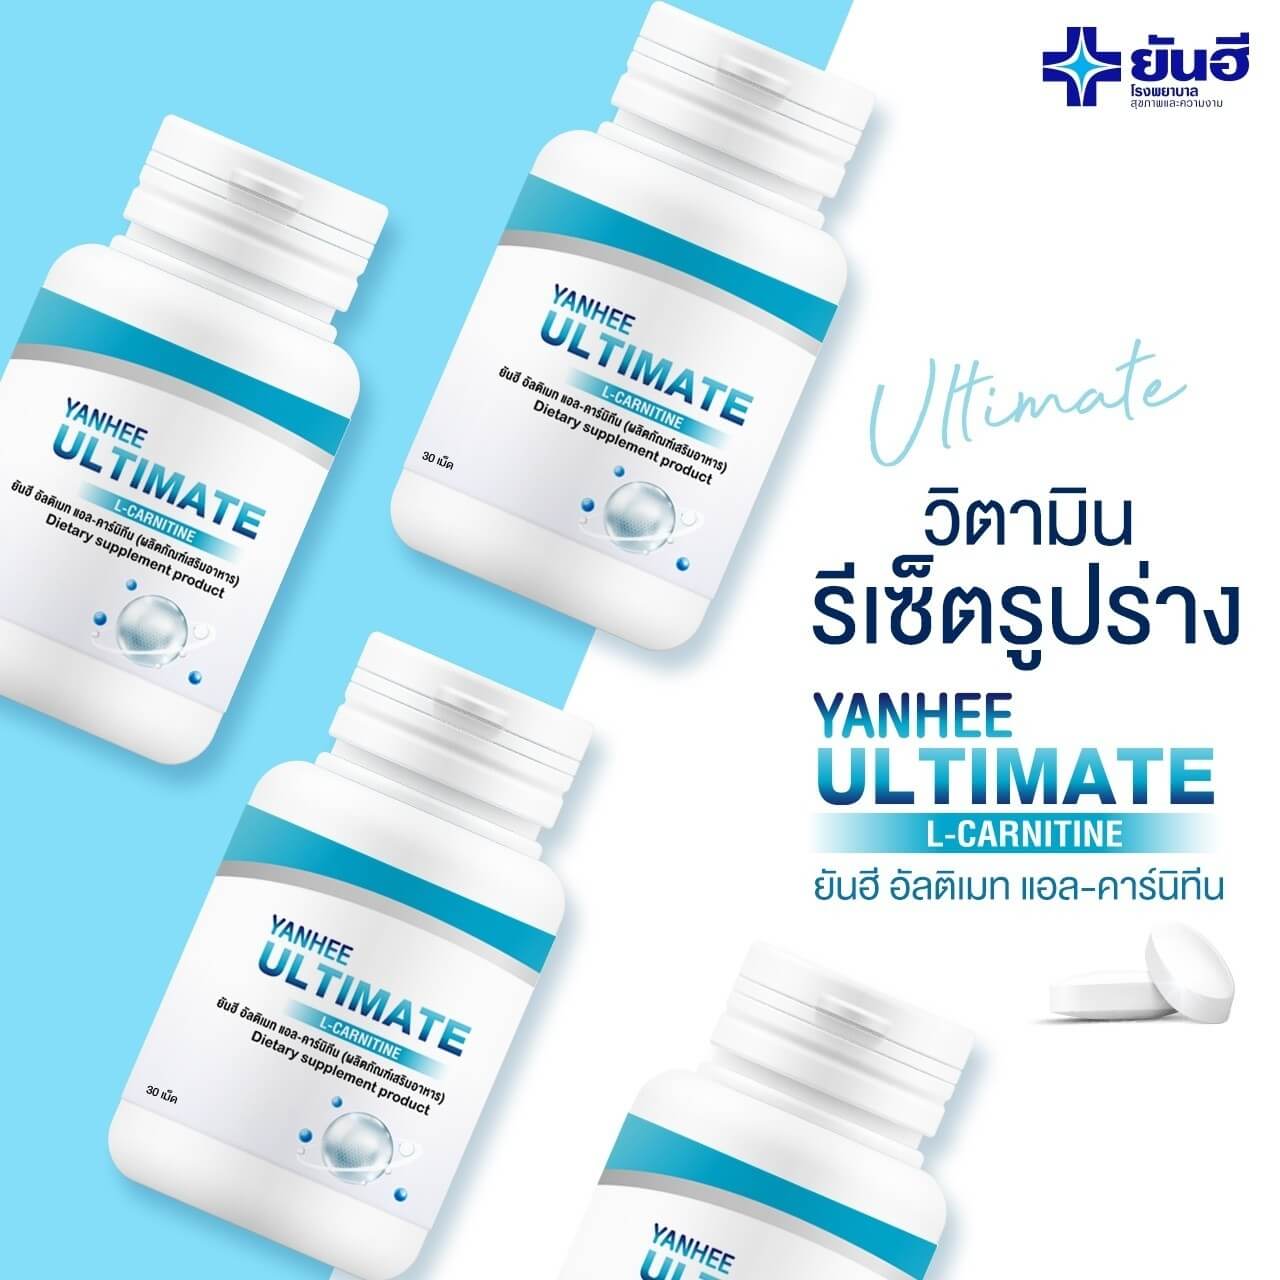 ยันฮี
โรงพยาบาล
สุขภาพและความงาม
YANHEE
ULTIMATE
L-CARNITINE
ยันฮี อัลติเมท แอล-คาร์นิทีน (ผลิตภัณฑ์เสริมอาหาร)
Dietary supplement product
30 เม็ด
YANHEE
ULTIMATE
L-CARNITINE
ยันฮี อัลติเมท แอล-คาร์นิทีน (ผลิตภัณฑ์เสริมอาหาร)
Dietary supplement product
Ultimate
วิตามิน
รีเซ็ตรูปร่าง
YANHEE
ULTIMATE
L-CARNITINE
ยันฮี อัลติเมท แอล-คาร์นิทีน
YANHEE
ULTIMATE
L-CARNITINE
ยันฮี อัลติเมท แอล-คาร์นิทีน (ผลิตภัณฑ์เสริมอาหาร)
Dietary supplement product
30 เม็ด
YANHEE
ULTIMATE